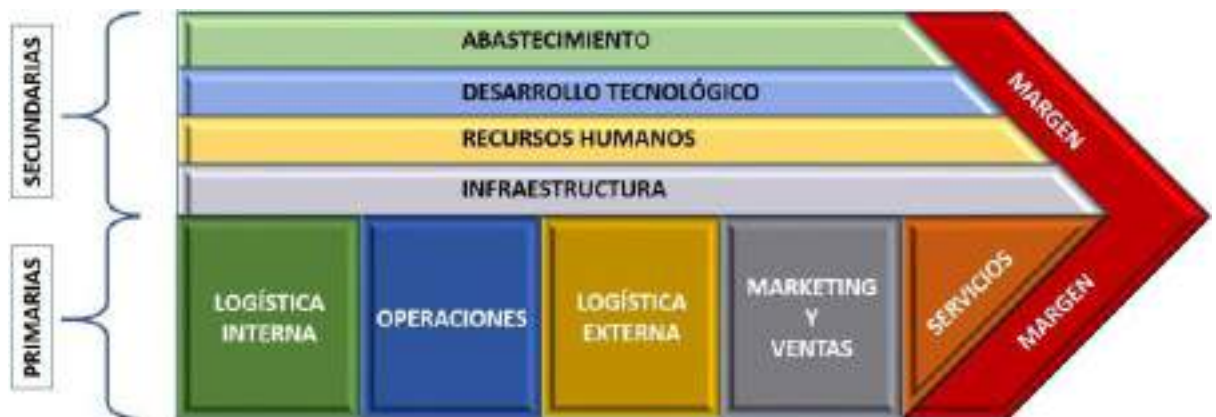 SECUNDARIAS
ABASTECIMIENTO
DESARROLLO TECNOLÓGICO
RECURSOS HUMANOS
INFRAESTRUCTURA
MARGEN
PRIMARIAS
LOGÍSTICA
INTERNA
OPERACIONES
LOGÍSTICA
EXTERNA
MARKETING
Y
VENTAS
SERVICIOS
MARGEN